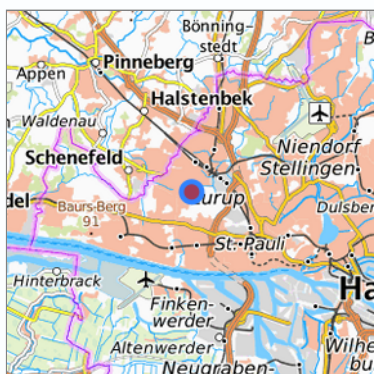 Bönning-
stedt
Pinneberg
Appen
Halstenbek
Waldenau
Niendorf
Stellingen
Schenefeld
del
Baurs-Berg
91
urup
Dulsber
St. Pauli
Hinterbrack
Ha
Finken-
werder
Altenwerder
Wilhe
bu
Neugraben-